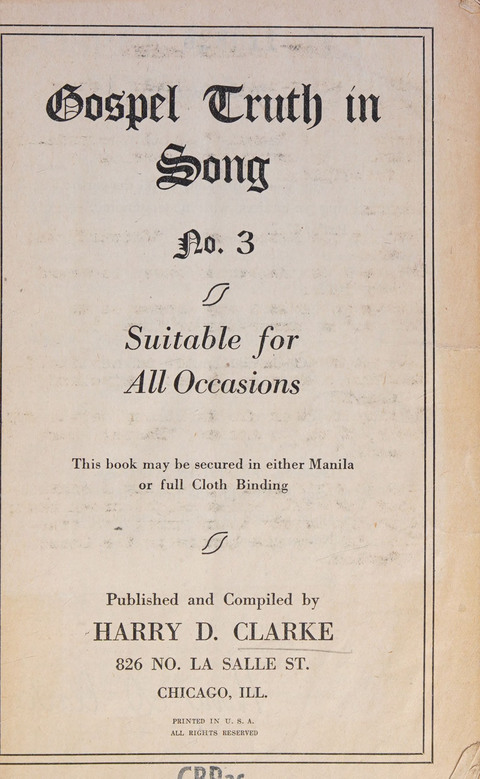 Gospel Truth in
Song
No. 3
Suitable for
All Occasions
This book may be secured in either Manila
or full Cloth Binding
Published and Compiled by
HARRY D. CLARKE
826 NO. LA SALLE ST.
CHICAGO, ILL.
PRINTED IN U. S. A.
ALL RIGHTS RESERVED